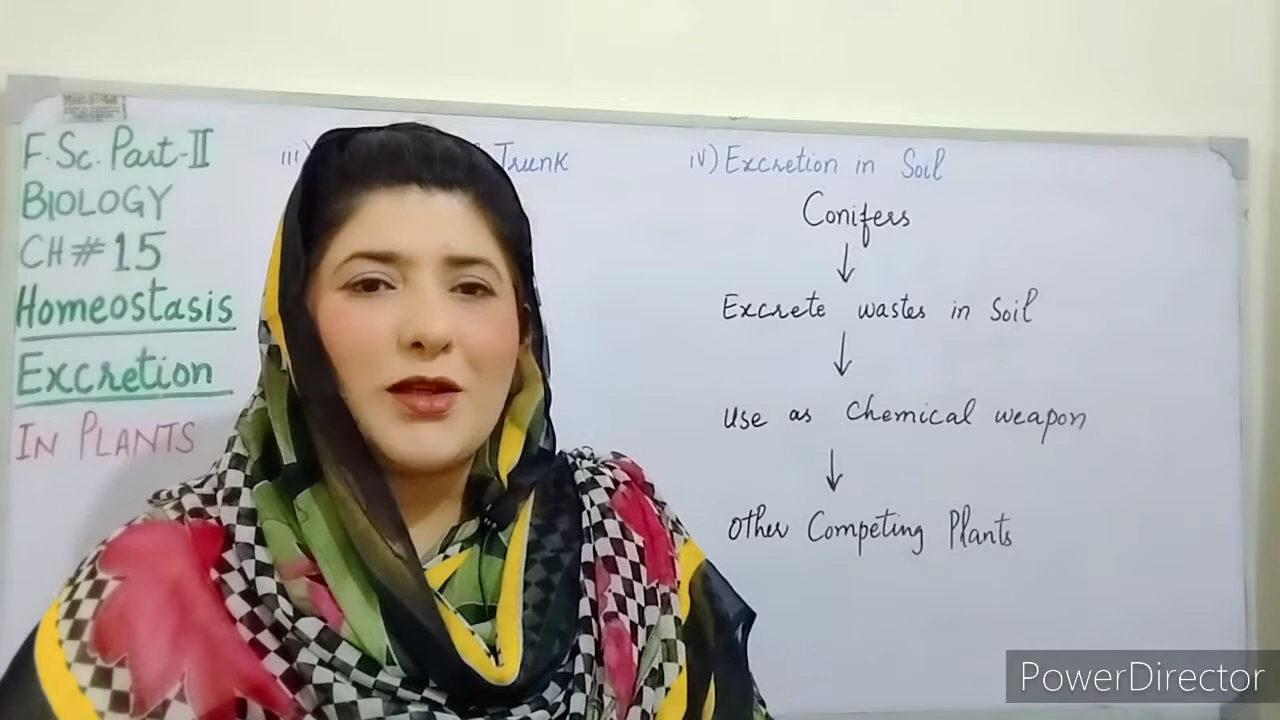 F.Sc. Part-II
BIOLOGY
CH # 15
Homeostasis
Excretion
IN PLANTS
iii)
Trunk
iv) Excretion in Soil
Conifers
Excrete wastes in Soil
Use as Chemical weapon
Other Competing Plants
PowerDirector